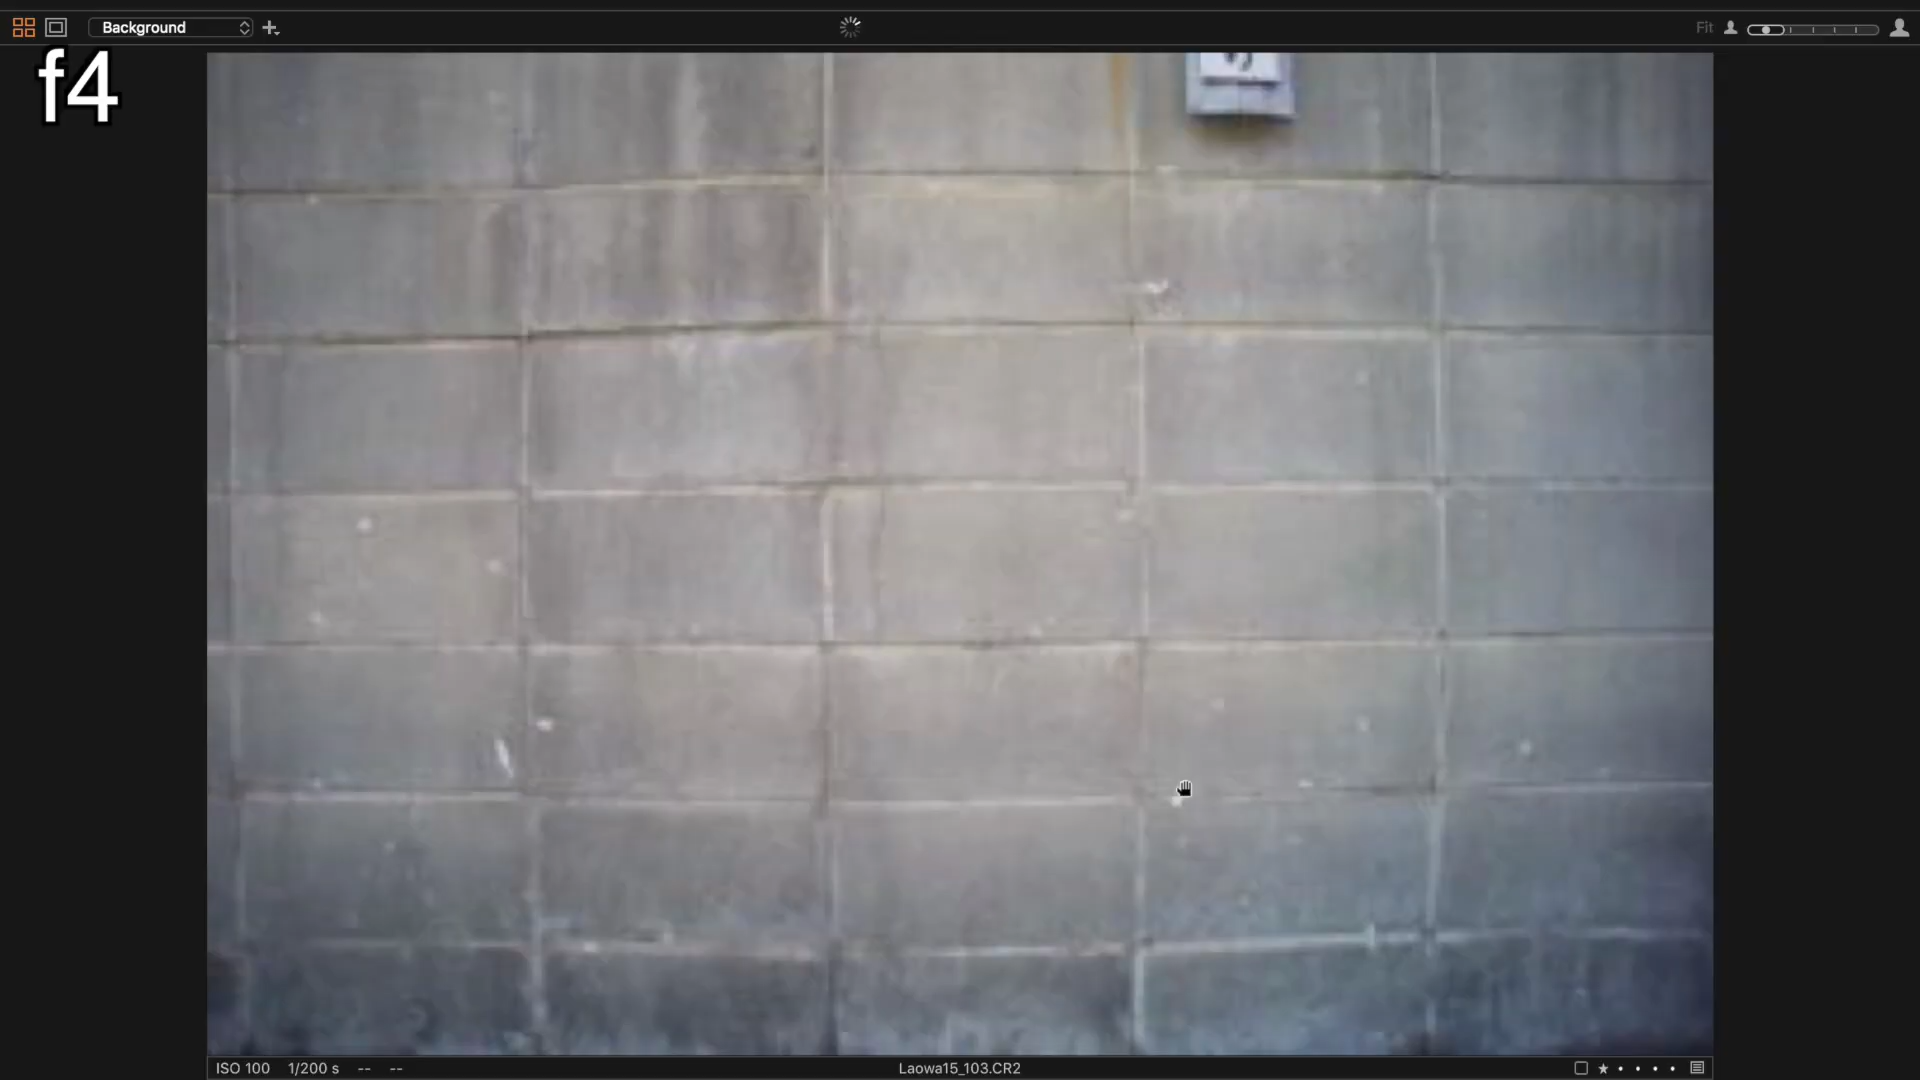 Background
Fit
f4
ISO 100 1/200 s -- --
Laowa15_103.CR2